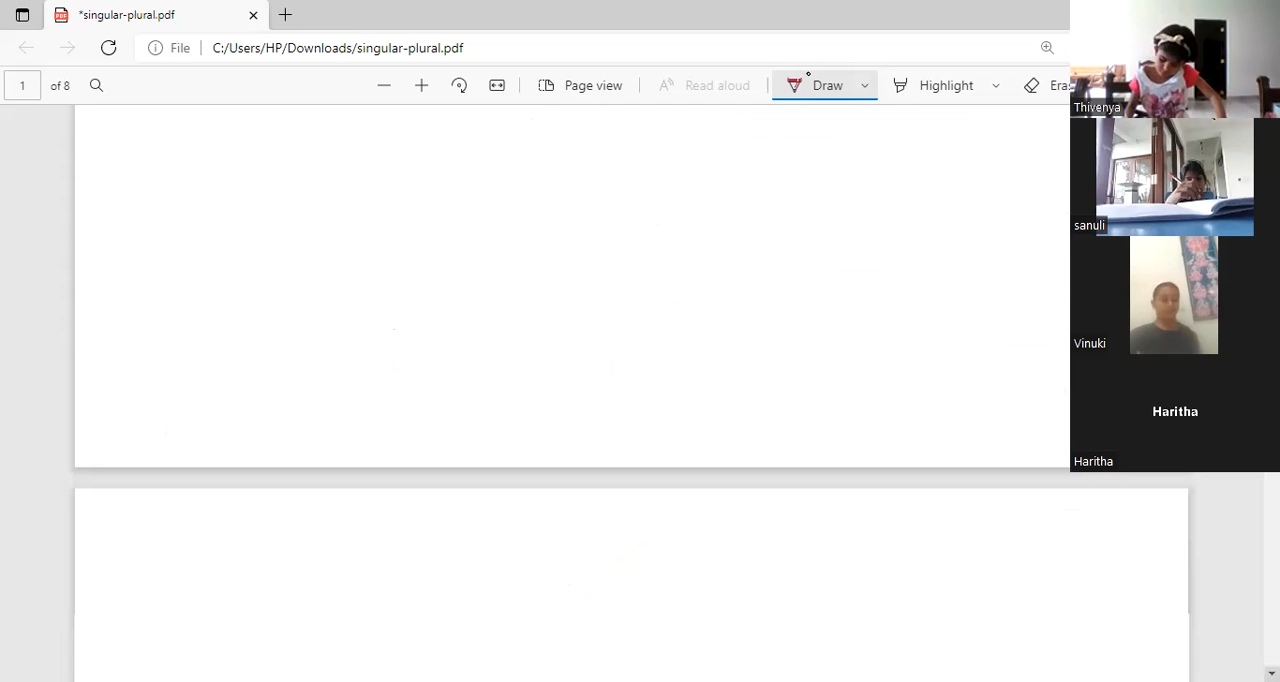 *singular-plural.pdf
File C:/Users/HP/Downloads/singular-plural.pdf
1 of 8 Page view Read aloud Draw Highlight Era
Thivenya
sanuli
Vinuki
Haritha
Haritha